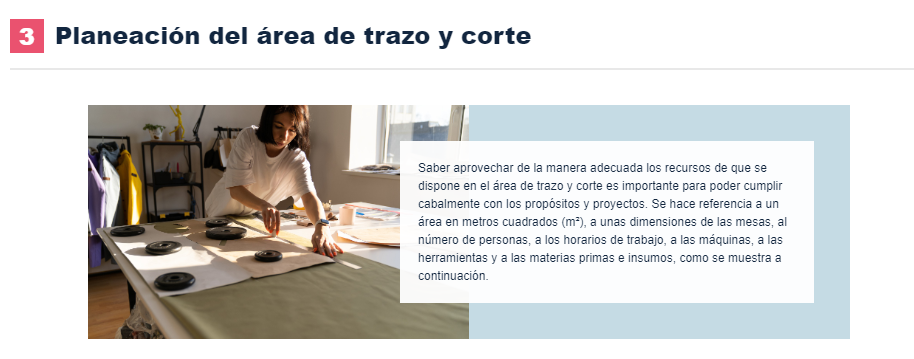 3 Planeación del área de trazo y corte
Saber aprovechar de la manera adecuada los recursos de que se
dispone en el área de trazo y corte es importante para poder cumplir
cabalmente con los propósitos y proyectos. Se hace referencia a un
área en metros cuadrados (m²), a unas dimensiones de las mesas, al
número de personas, a los horarios de trabajo, a las máquinas, a las
herramientas y a las materias primas e insumos, como se muestra a
continuación.